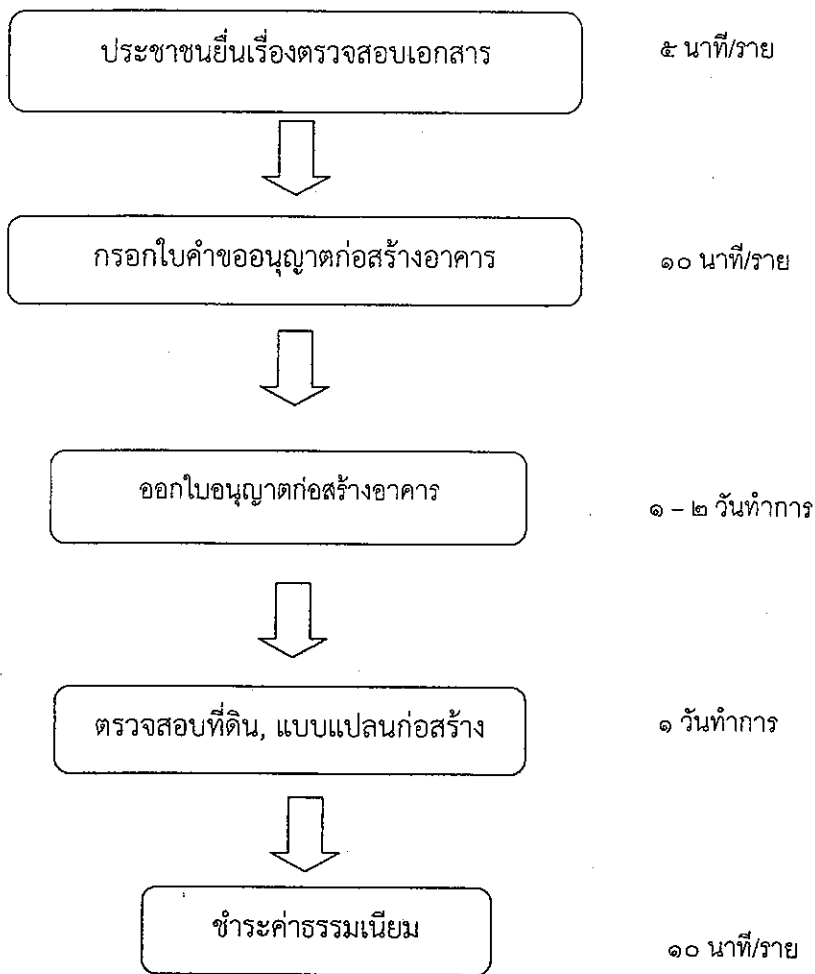 ประชาชนยื่นเรื่องตรวจสอบเอกสาร ๕ นาที/ราย
กรอกใบคำขออนุญาตก่อสร้างอาคาร ๑๐ นาที/ราย
ออกใบอนุญาตก่อสร้างอาคาร ๑ – ๒ วันทำการ
ตรวจสอบที่ดิน, แบบแปลนก่อสร้าง ๑ วันทำการ
ชำระค่าธรรมเนียม ๑๐ นาที/ราย